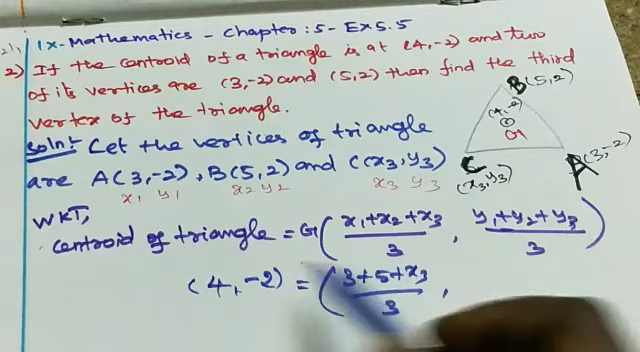 IX - Mathematics - Chapter : 5 - Ex 5.5
2) If the centroid of a triangle is at (4,-2) and two
of its vertices are (3,-2) and (5,2) then find the third
vertex of the triangle.
B(5,2)
(4,-2)
G
C
(x3,y3)
A(3,-2)
Soln:- Let the vertices of triangle
are A(3,-2), B(5,2) and C(x3,y3)
x1 y1 x2 y2 x3 y3
WKT,
Centroid of triangle = G(x1+x2+x3/3, y1+y2+y3/3)
(4,-2) = (3+5+x3/3,